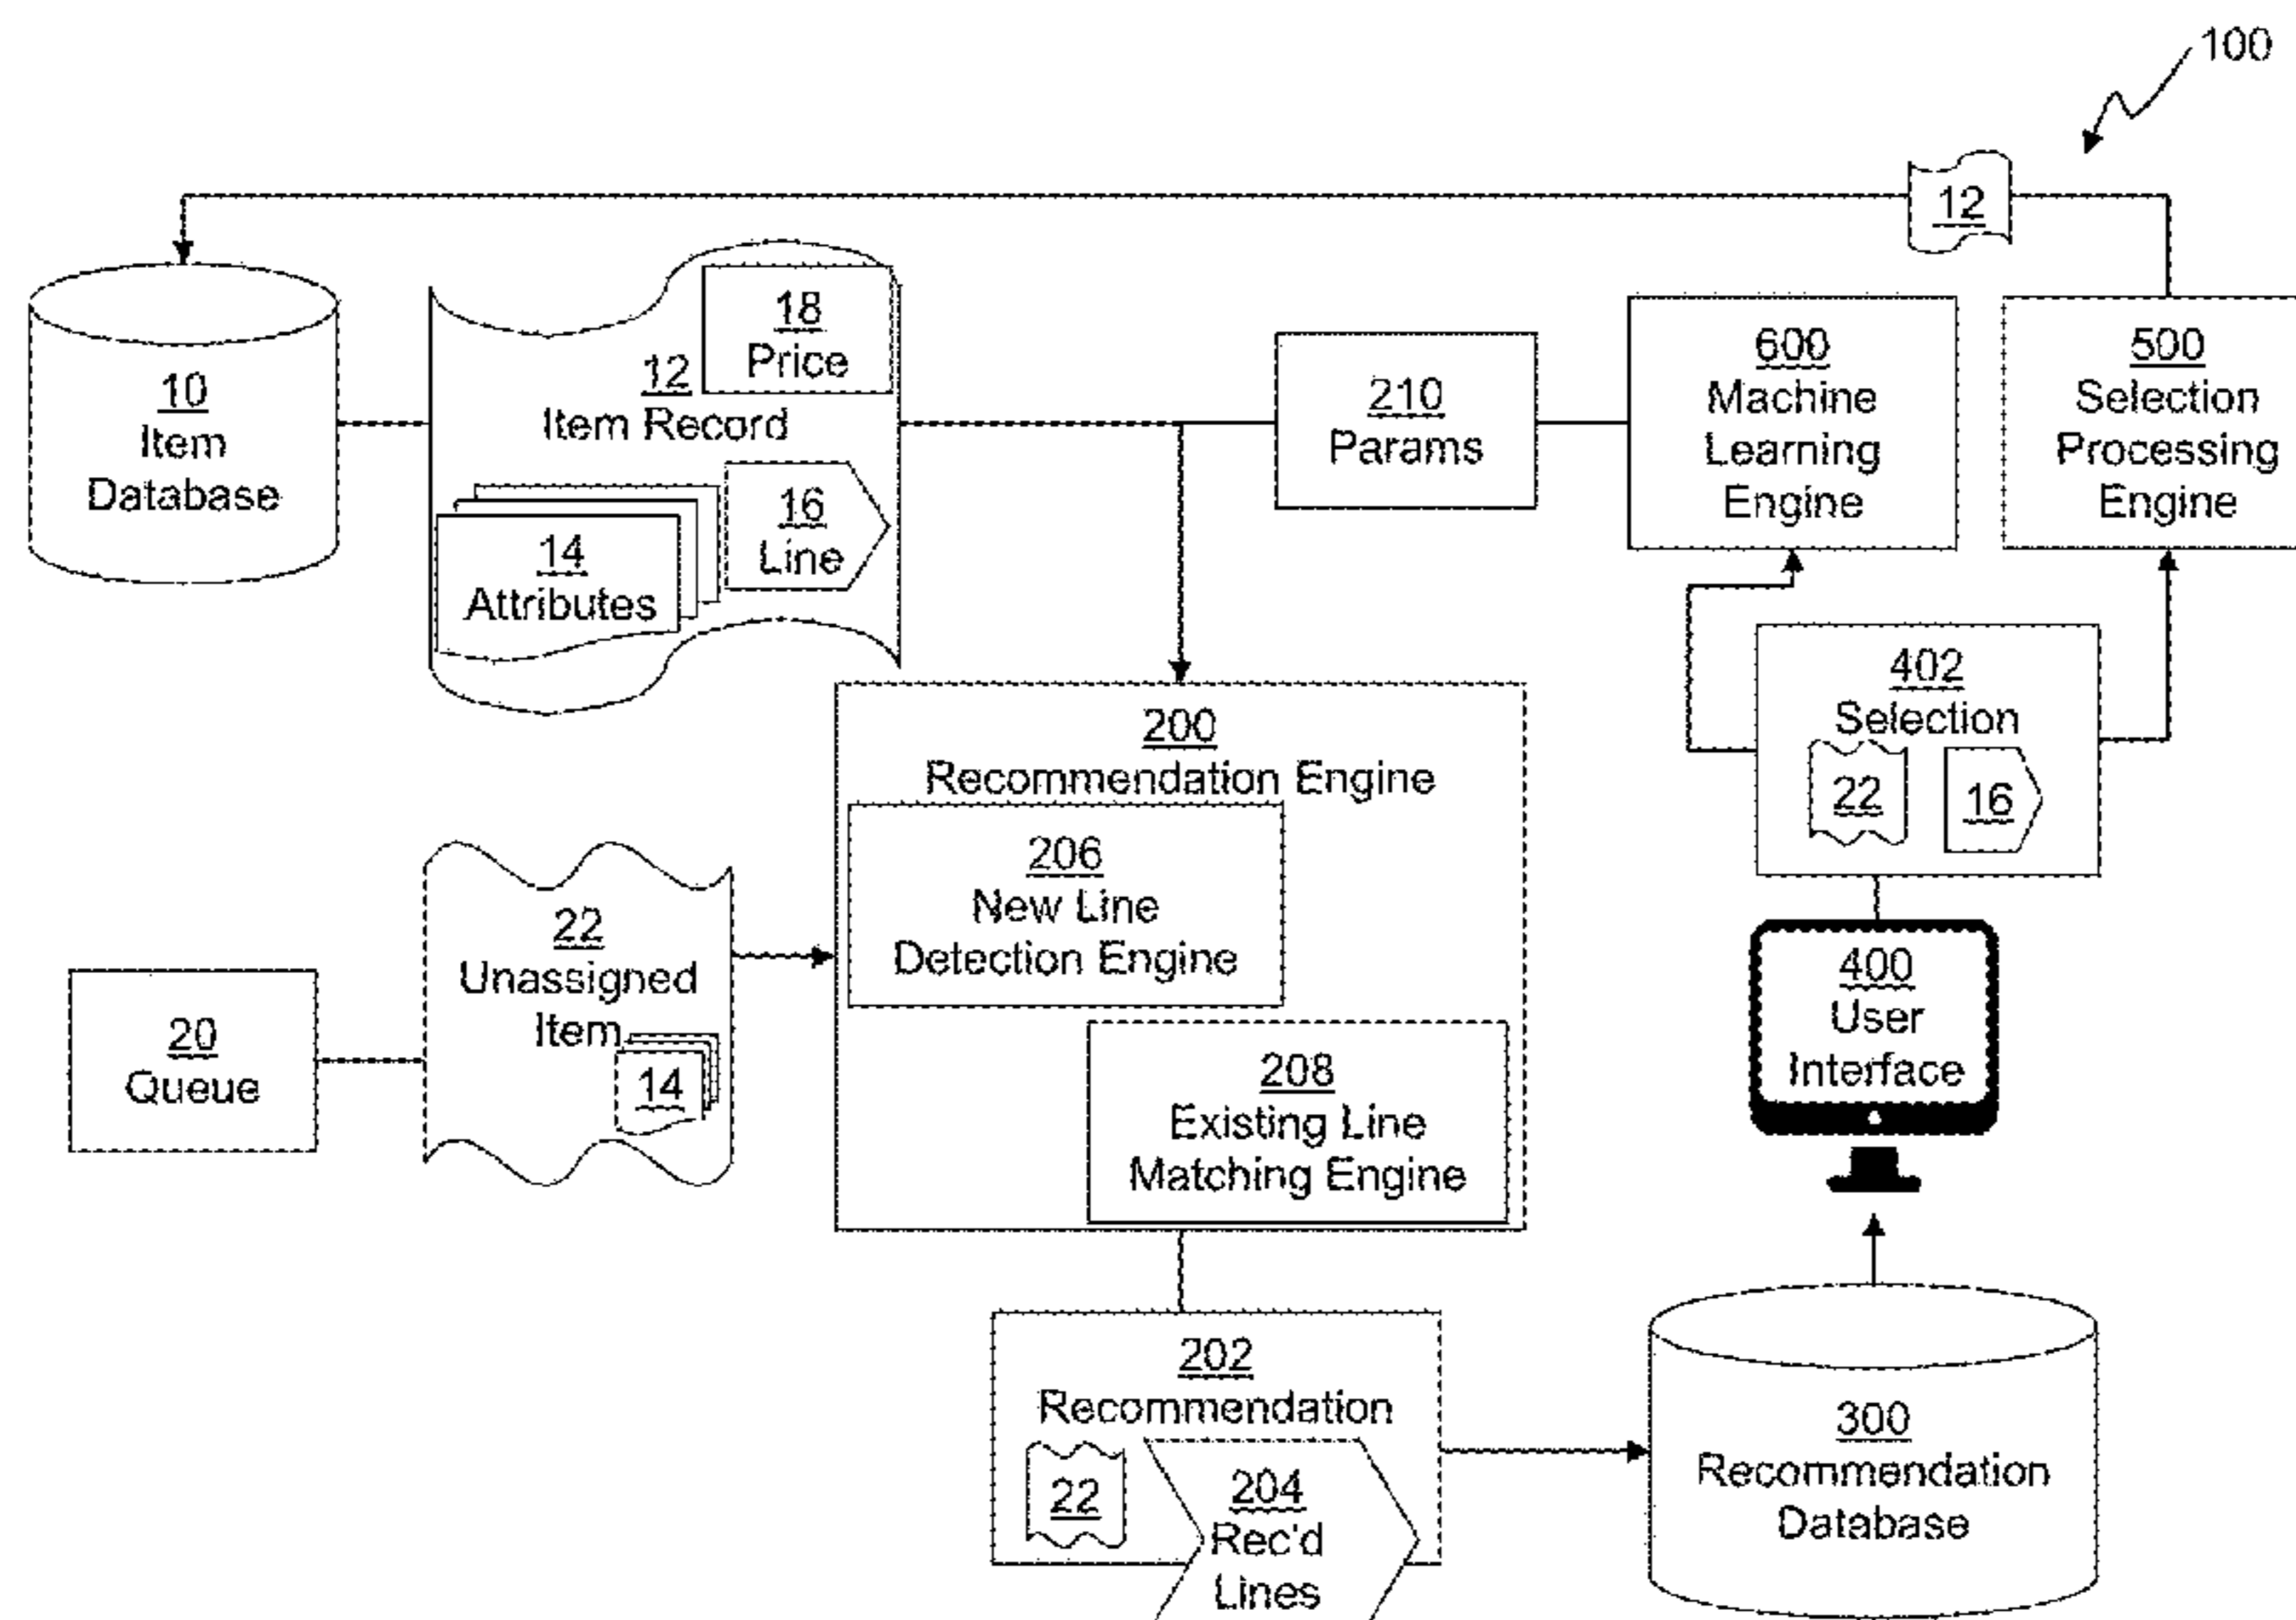 100
12
10
Item
Database
18
Price
12
Item Record
16
Line
14
Attributes
210
Params
600
Machine
Learning
Engine
500
Selection
Processing
Engine
402
Selection
22
16
200
Recommendation Engine
206
New Line
Detection Engine
208
Existing Line
Matching Engine
20
Queue
22
Unassigned
Item
14
400
User
Interface
202
Recommendation
22
204
Rec'd
Lines
300
Recommendation
Database